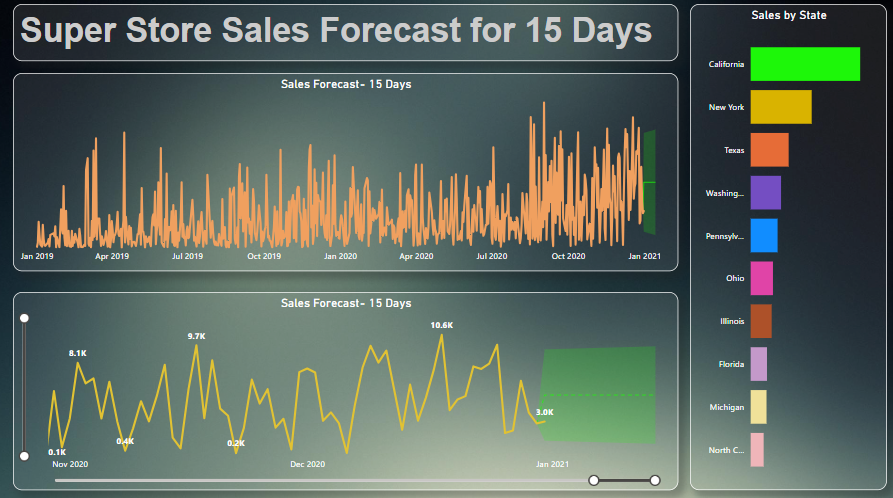 Super Store Sales Forecast for 15 Days
Sales Forecast- 15 Days
Jan 2019 Apr 2019 Jul 2019 Oct 2019 Jan 2020 Apr 2020 Jul 2020 Oct 2020 Jan 2021
Sales Forecast- 15 Days
10.6K
9.7K
8.1K
3.0K
0.4K
0.2K
0.1K
Nov 2020 Dec 2020 Jan 2021
Sales by State
California
New York
Texas
Washing...
Pennsylv...
Ohio
Illinois
Florida
Michigan
North C...